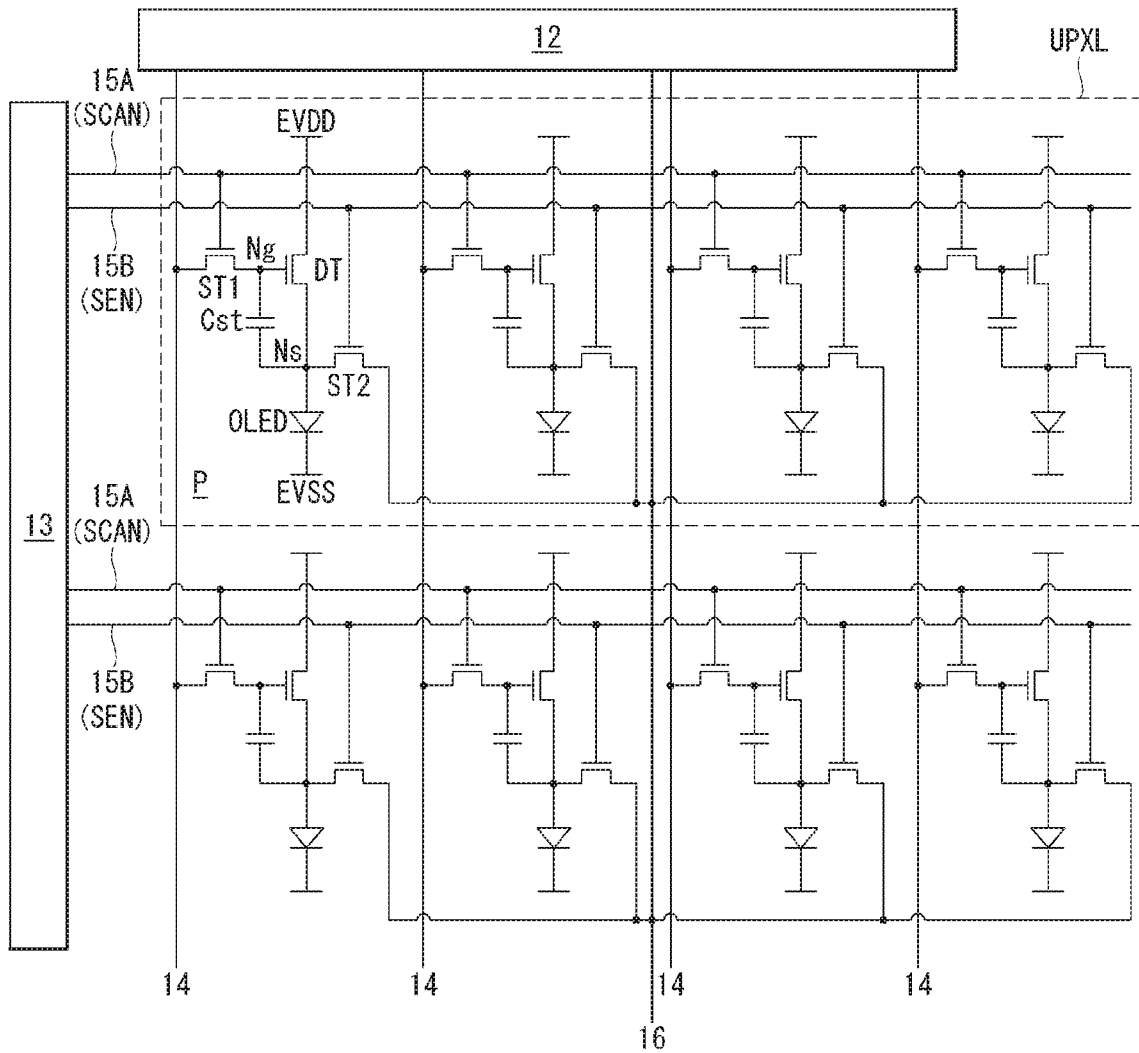 12
UPXL
15A
(SCAN)
EVDD
15B
(SEN)
Ng
DT
ST1
Cst
Ns
ST2
OLED
P
EVSS
13
15A
(SCAN)
15B
(SEN)
14
14
14
14
16